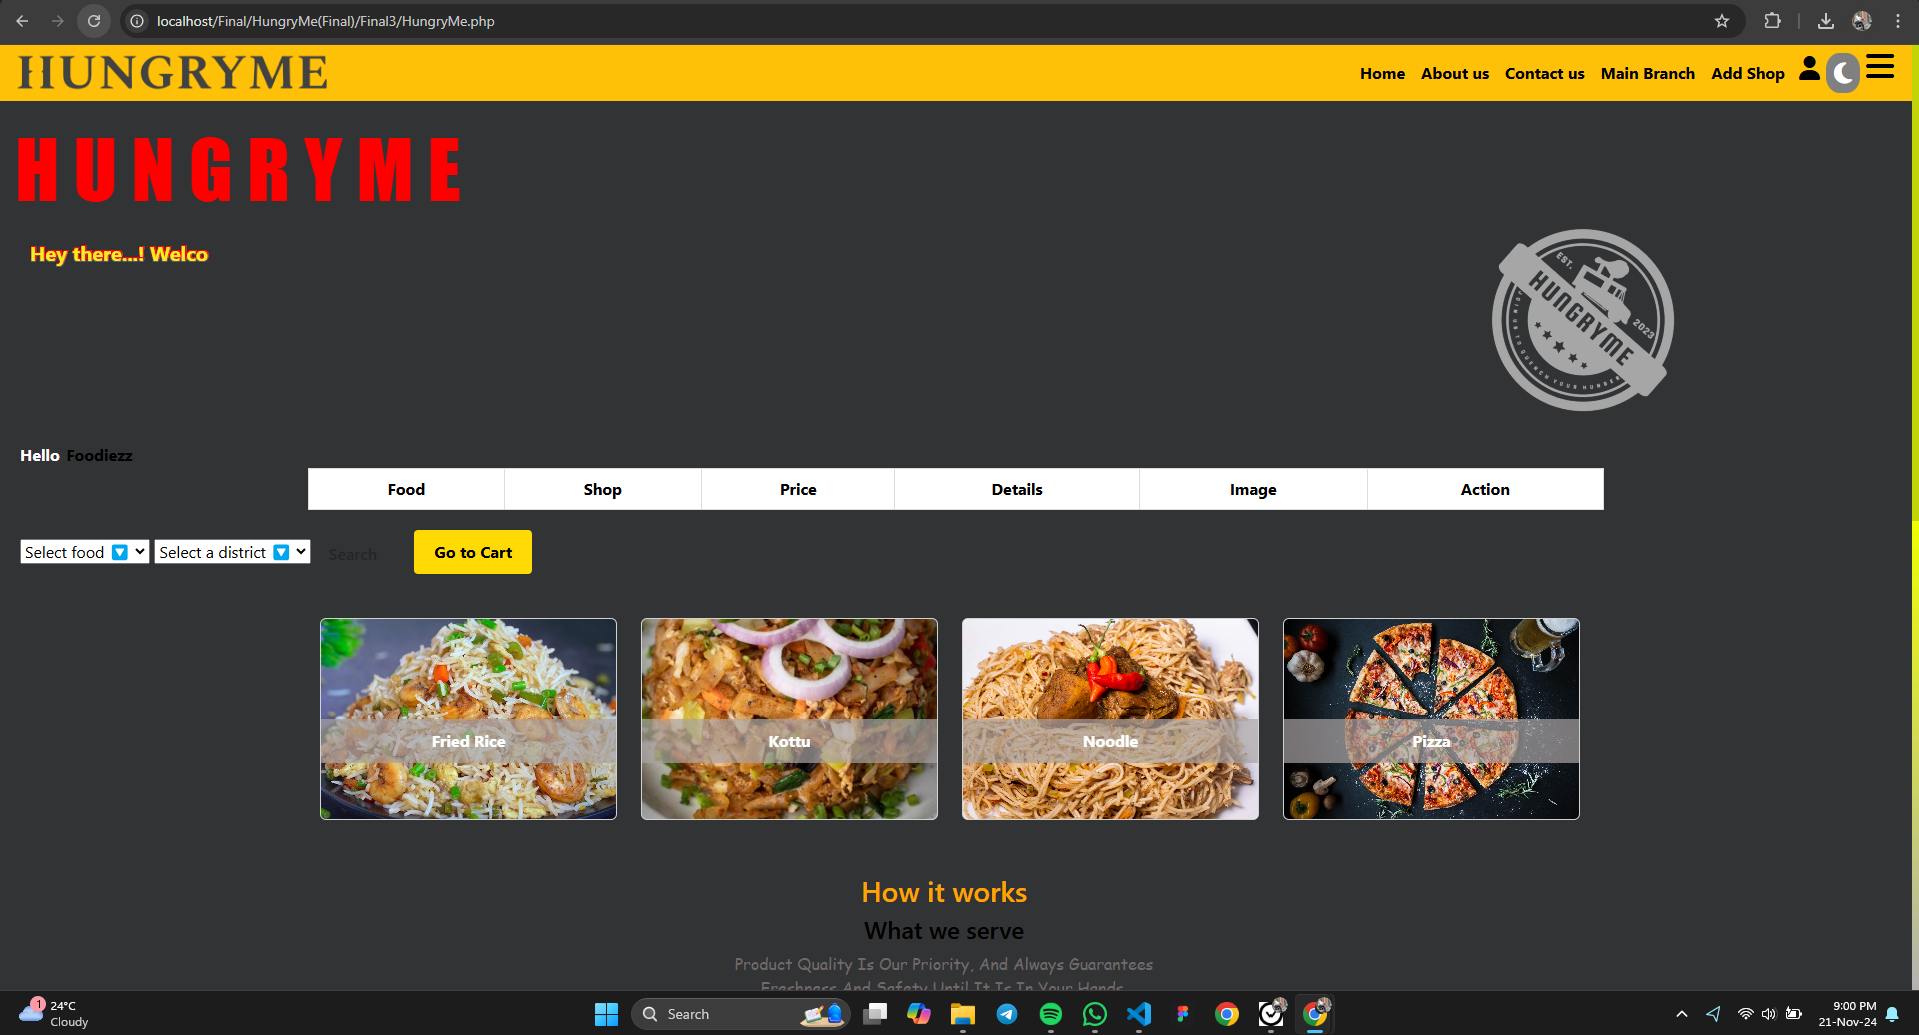 localhost/Final/HungryMe(Final)/Final3/HungryMe.php
HUNGRYME
Home About us Contact us Main Branch Add Shop
HUNGRYME
Hey there...! Welco
EST.
2023
HUNGRYME
QUENCH YOUR HUNGER
Hello Foodiezz
Food Shop Price Details Image Action
Select food Select a district Search Go to Cart
Fried Rice Kottu Noodle Pizza
How it works
What we serve
Product Quality Is Our Priority, And Always Guarantees
Freshness And Safety Until It Is In Your Hands
1
24°C
Cloudy
Search
9:00 PM
21-Nov-24